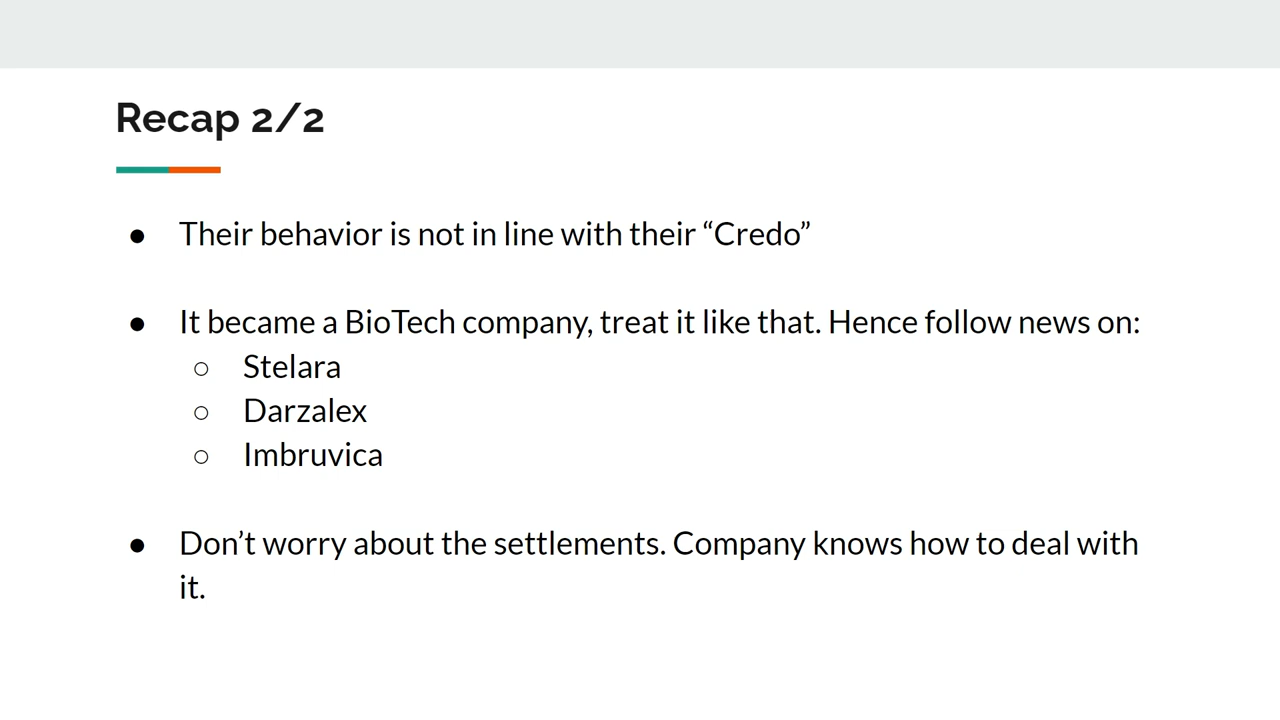 Recap 2/2
● Their behavior is not in line with their “Credo”
● It became a BioTech company, treat it like that. Hence follow news on:
○ Stelara
○ Darzalex
○ Imbruvica
● Don’t worry about the settlements. Company knows how to deal with
it.